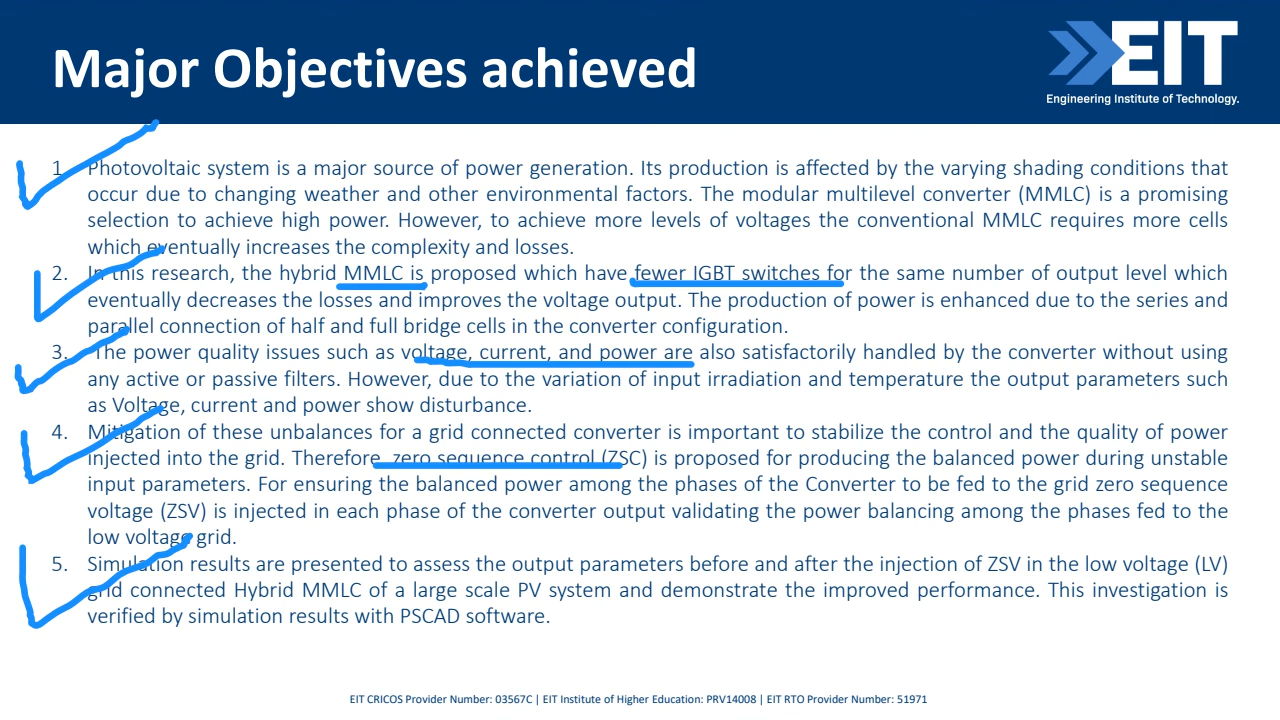 Major Objectives achieved
EIT
Engineering Institute of Technology.
1. Photovoltaic system is a major source of power generation. Its production is affected by the varying shading conditions that
occur due to changing weather and other environmental factors. The modular multilevel converter (MMLC) is a promising
selection to achieve high power. However, to achieve more levels of voltages the conventional MMLC requires more cells
which eventually increases the complexity and losses.
2. In this research, the hybrid MMLC is proposed which have fewer IGBT switches for the same number of output level which
eventually decreases the losses and improves the voltage output. The production of power is enhanced due to the series and
parallel connection of half and full bridge cells in the converter configuration.
3. The power quality issues such as voltage, current, and power are also satisfactorily handled by the converter without using
any active or passive filters. However, due to the variation of input irradiation and temperature the output parameters such
as Voltage, current and power show disturbance.
4. Mitigation of these unbalances for a grid connected converter is important to stabilize the control and the quality of power
injected into the grid. Therefore, zero sequence control (ZSC) is proposed for producing the balanced power during unstable
input parameters. For ensuring the balanced power among the phases of the Converter to be fed to the grid zero sequence
voltage (ZSV) is injected in each phase of the converter output validating the power balancing among the phases fed to the
low voltage grid.
5. Simulation results are presented to assess the output parameters before and after the injection of ZSV in the low voltage (LV)
grid connected Hybrid MMLC of a large scale PV system and demonstrate the improved performance. This investigation is
verified by simulation results with PSCAD software.
EIT CRICOS Provider Number: 03567C | EIT Institute of Higher Education: PRV14008 | EIT RTO Provider Number: 51971